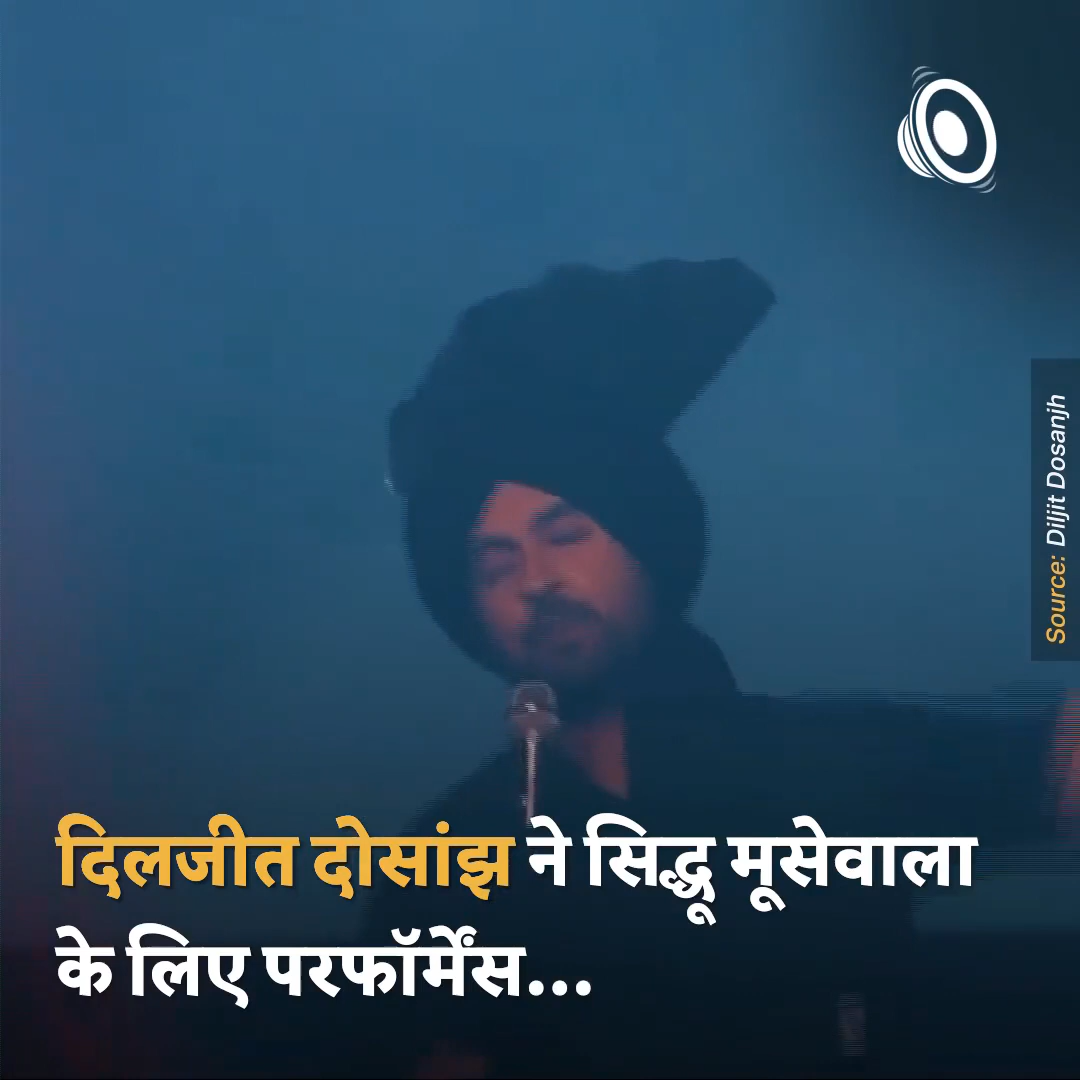 Source: Diljit Dosanjh
दिलजीत दोसांझ ने सिद्धू मूसेवाला
के लिए परफॉर्मेंस...